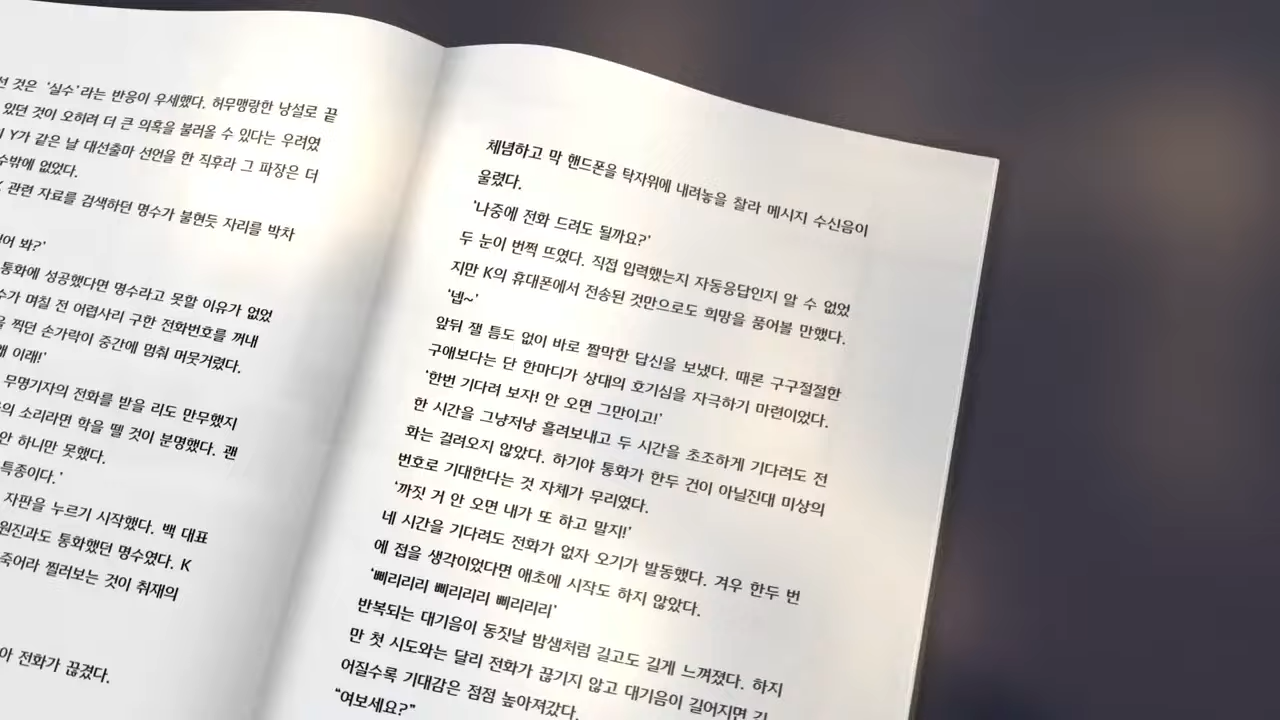 것은 '실수'라는 반응이 우세했다. 허무맹랑한 낭설로 끝
있던 것이 오히려 더 큰 의혹을 불러올 수 있다는 우려였
Y가 같은 날 대선출마 선언을 한 직후라 그 파장은 더
수밖에 없었다.
관련 자료를 검색하던 명수가 불현듯 자리를 박차
봐?'
통화에 성공했다면 명수라고 못할 이유가 없었
며칠 전 어렵사리 구한 전화번호를 꺼내
찍던 손가락이 중간에 멈춰 머뭇거렸다.
이래!'
무명기자의 전화를 받을 리도 만무했지
소리라면 학을 뗄 것이 분명했다. 괜
안 하니만 못했다.
특종이다.'
자판을 누르기 시작했다. 백 대표
통화했던 명수였다. K
죽어라 찔러보는 것이 취재의
전화가 끊겼다.
체념하고 막 핸드폰을 탁자위에 내려놓을 찰라 메시지 수신음이
울렸다.
'나중에 전화 드려도 될까요?'
두 눈이 번쩍 뜨였다. 직접 입력했는지 자동응답인지 알 수 없었
지만 K의 휴대폰에서 전송된 것만으로도 희망을 품어볼 만했다.
'넵~'
앞뒤 잴 틈도 없이 바로 짤막한 답신을 보냈다. 때론 구구절절한
구애보다는 단 한마디가 상대의 호기심을 자극하기 마련이었다.
'한번 기다려 보자! 안 오면 그만이고!'
한 시간을 그냥저냥 흘려보내고 두 시간을 초조하게 기다려도 전
화는 걸려오지 않았다. 하기야 통화가 한두 건이 아닐진대 미상의
번호로 기대한다는 것 자체가 무리였다.
'까짓 거 안 오면 내가 또 하고 말지!'
네 시간을 기다려도 전화가 없자 오기가 발동했다. 겨우 한두 번
에 접을 생각이었다면 애초에 시작도 하지 않았다.
'삐리리리 삐리리리 삐리리리'
반복되는 대기음이 동짓날 밤샘처럼 길고도 길게 느껴졌다. 하지
만 첫 시도와는 달리 전화가 끊기지 않고 대기음이 길어지면 길
어질수록 기대감은 점점 높아져갔다.
"여보세요?"